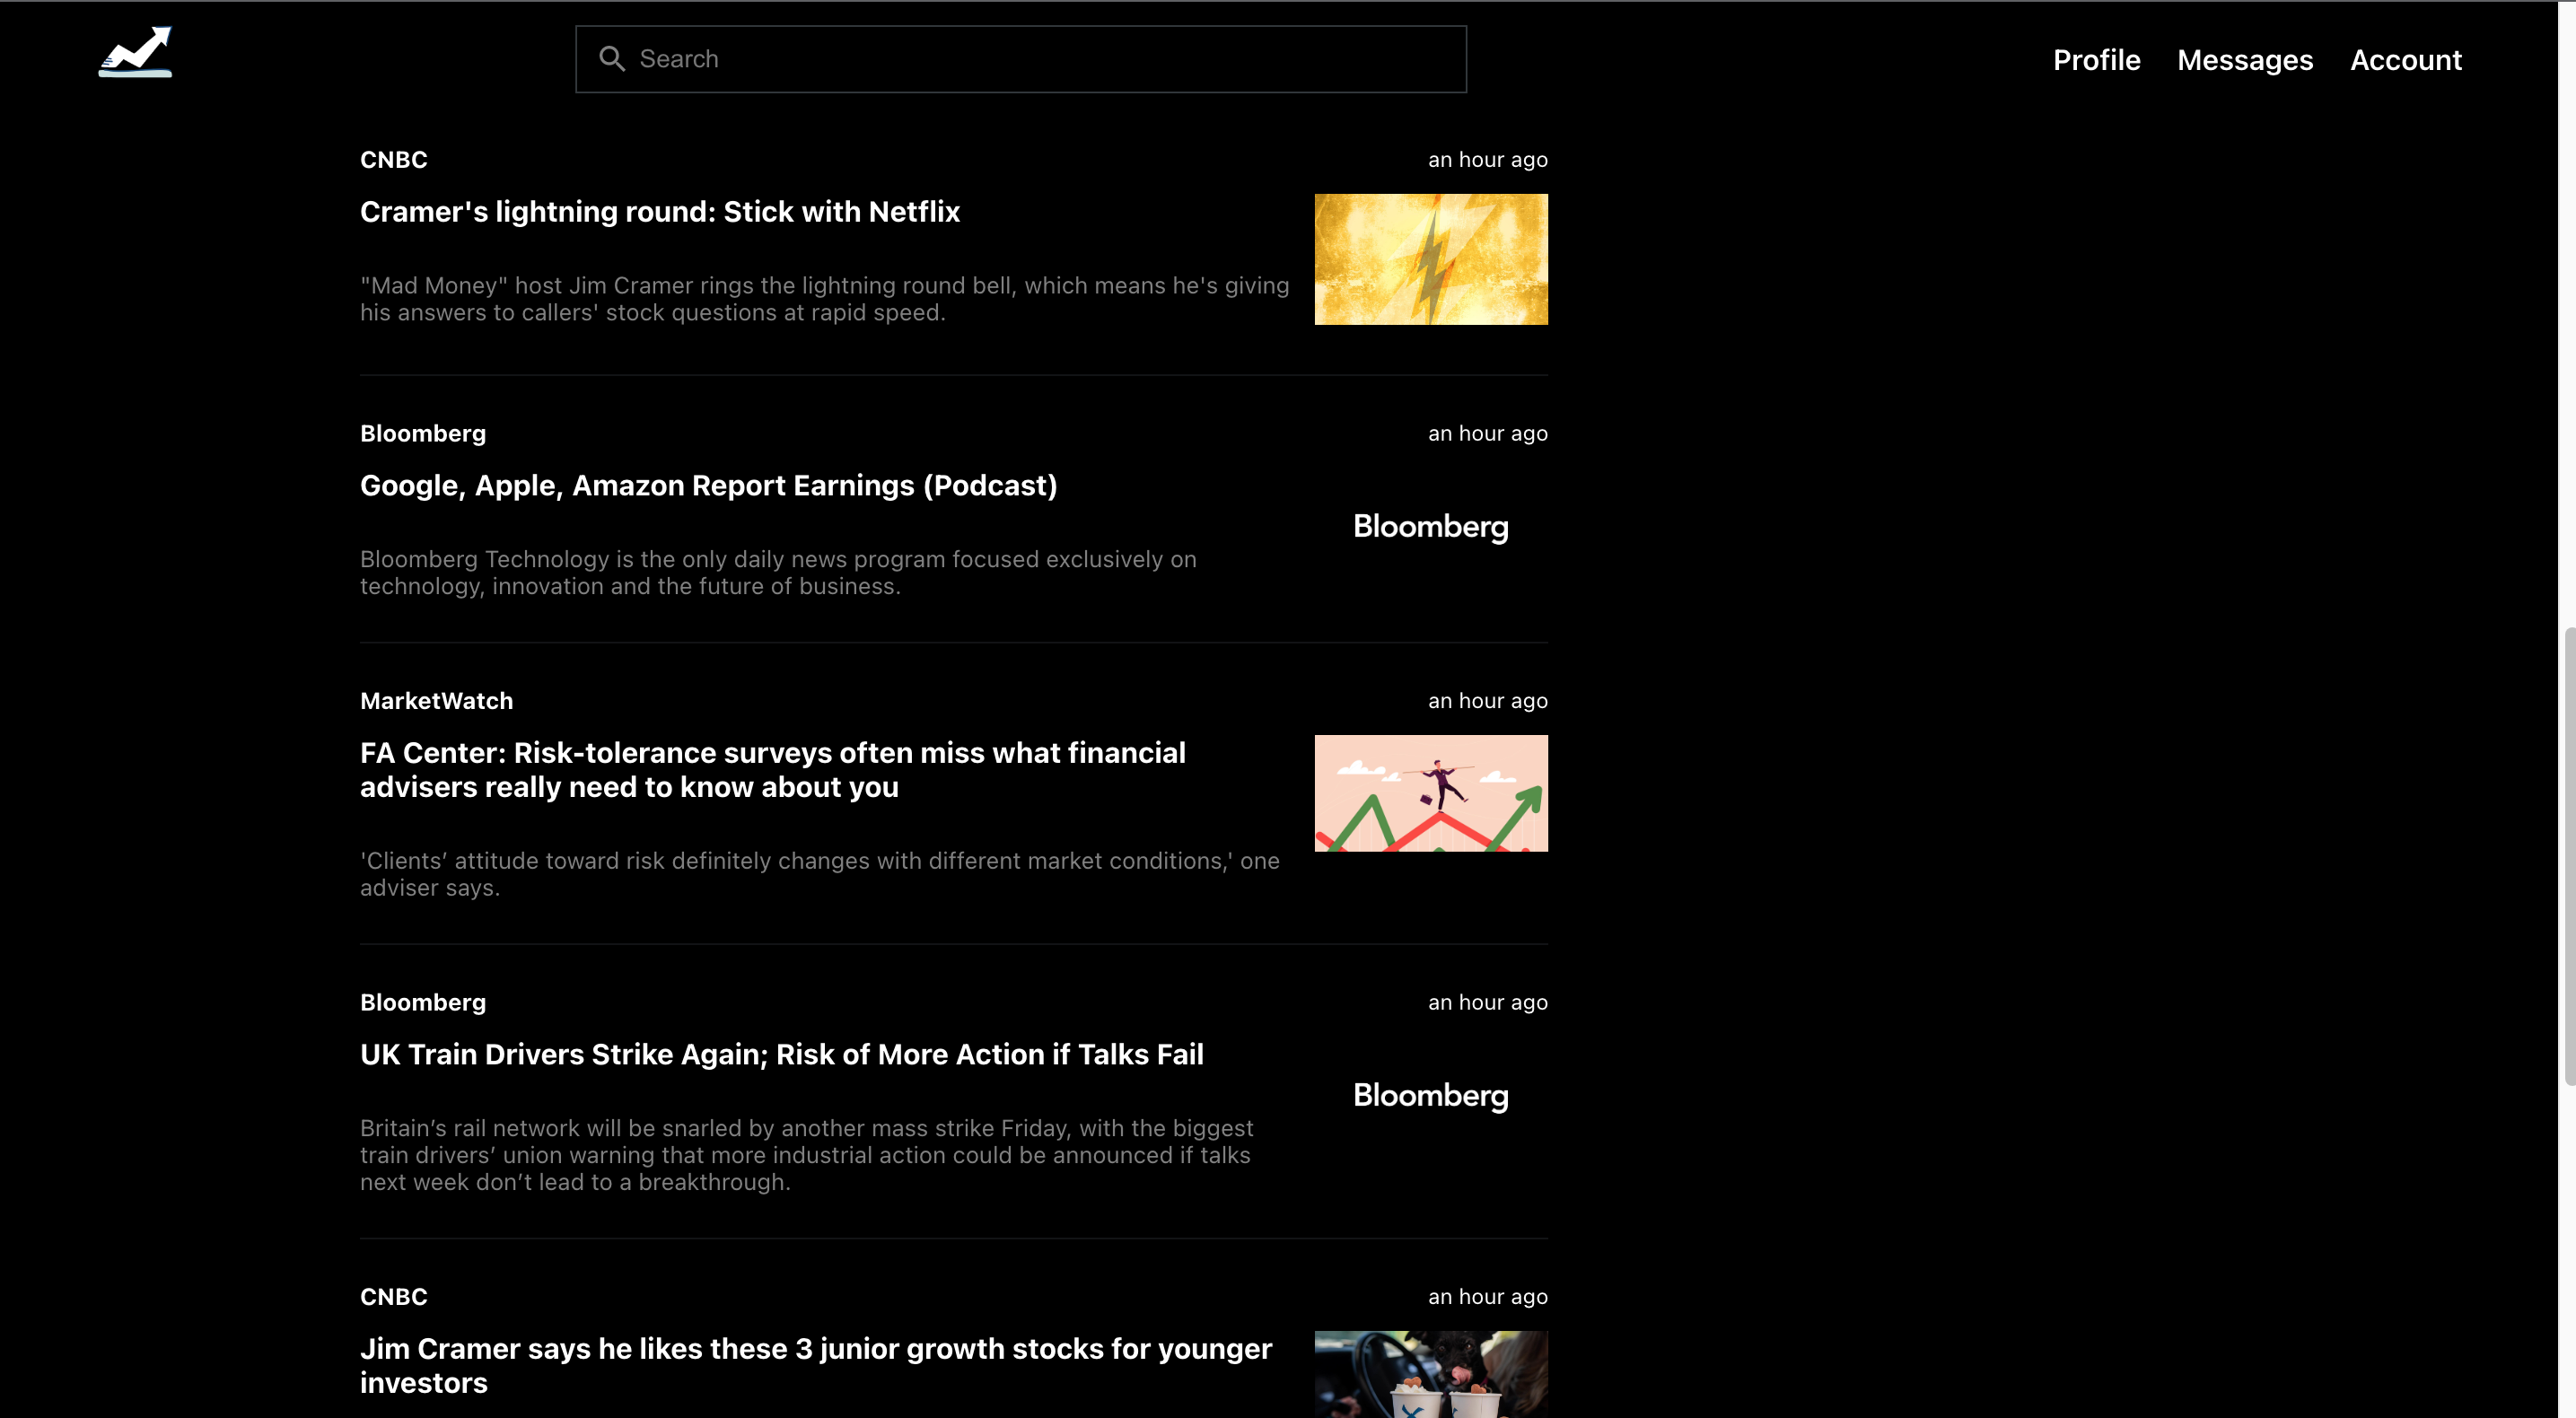 Search
Profile Messages Account
CNBC an hour ago
Cramer's lightning round: Stick with Netflix
"Mad Money" host Jim Cramer rings the lightning round bell, which means he's giving
his answers to callers' stock questions at rapid speed.
Bloomberg an hour ago
Google, Apple, Amazon Report Earnings (Podcast)
Bloomberg
Bloomberg Technology is the only daily news program focused exclusively on
technology, innovation and the future of business.
MarketWatch an hour ago
FA Center: Risk-tolerance surveys often miss what financial
advisers really need to know about you
'Clients’ attitude toward risk definitely changes with different market conditions,' one
adviser says.
Bloomberg an hour ago
UK Train Drivers Strike Again; Risk of More Action if Talks Fail
Bloomberg
Britain’s rail network will be snarled by another mass strike Friday, with the biggest
train drivers’ union warning that more industrial action could be announced if talks
next week don’t lead to a breakthrough.
CNBC an hour ago
Jim Cramer says he likes these 3 junior growth stocks for younger
investors